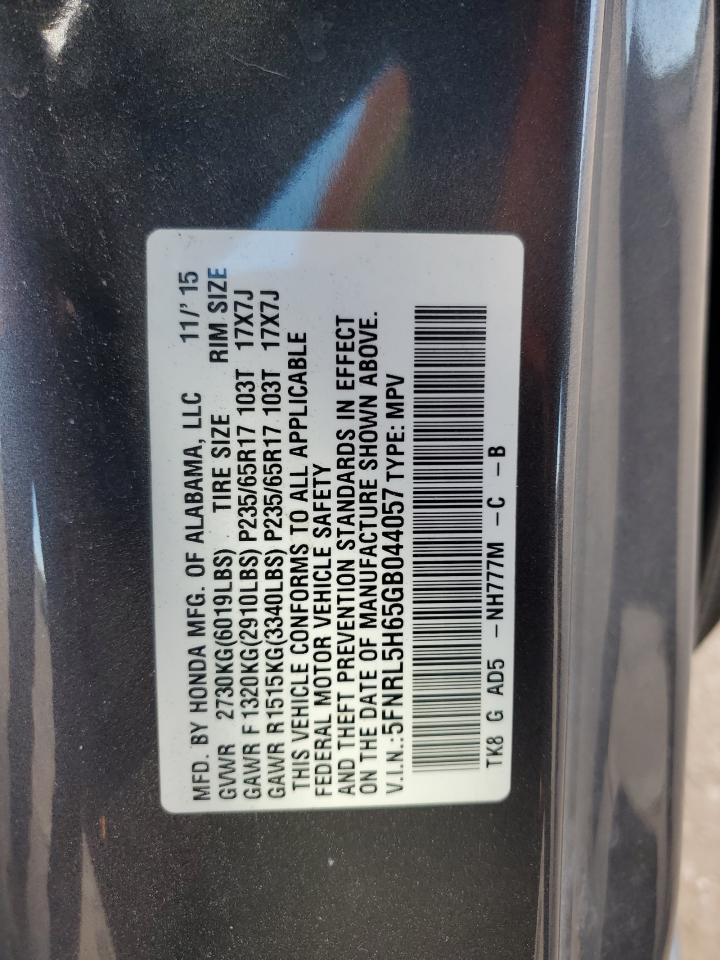 MFD. BY HONDA MFG. OF ALABAMA, LLC 11/' 15
GVWR 2730KG(6019LBS) TIRE SIZE RIM SIZE
GAWR F 1320KG(2910LBS) P235/65R17 103T 17X7J
GAWR R1515KG(3340LBS) P235/65R17 103T 17X7J
THIS VEHICLE CONFORMS TO ALL APPLICABLE
FEDERAL MOTOR VEHICLE SAFETY
AND THEFT PREVENTION STANDARDS IN EFFECT
ON THE DATE OF MANUFACTURE SHOWN ABOVE.
V.I.N.:5FNRL5H65GB044057 TYPE: MPV
TK8 G AD5 -NH777M -C -B